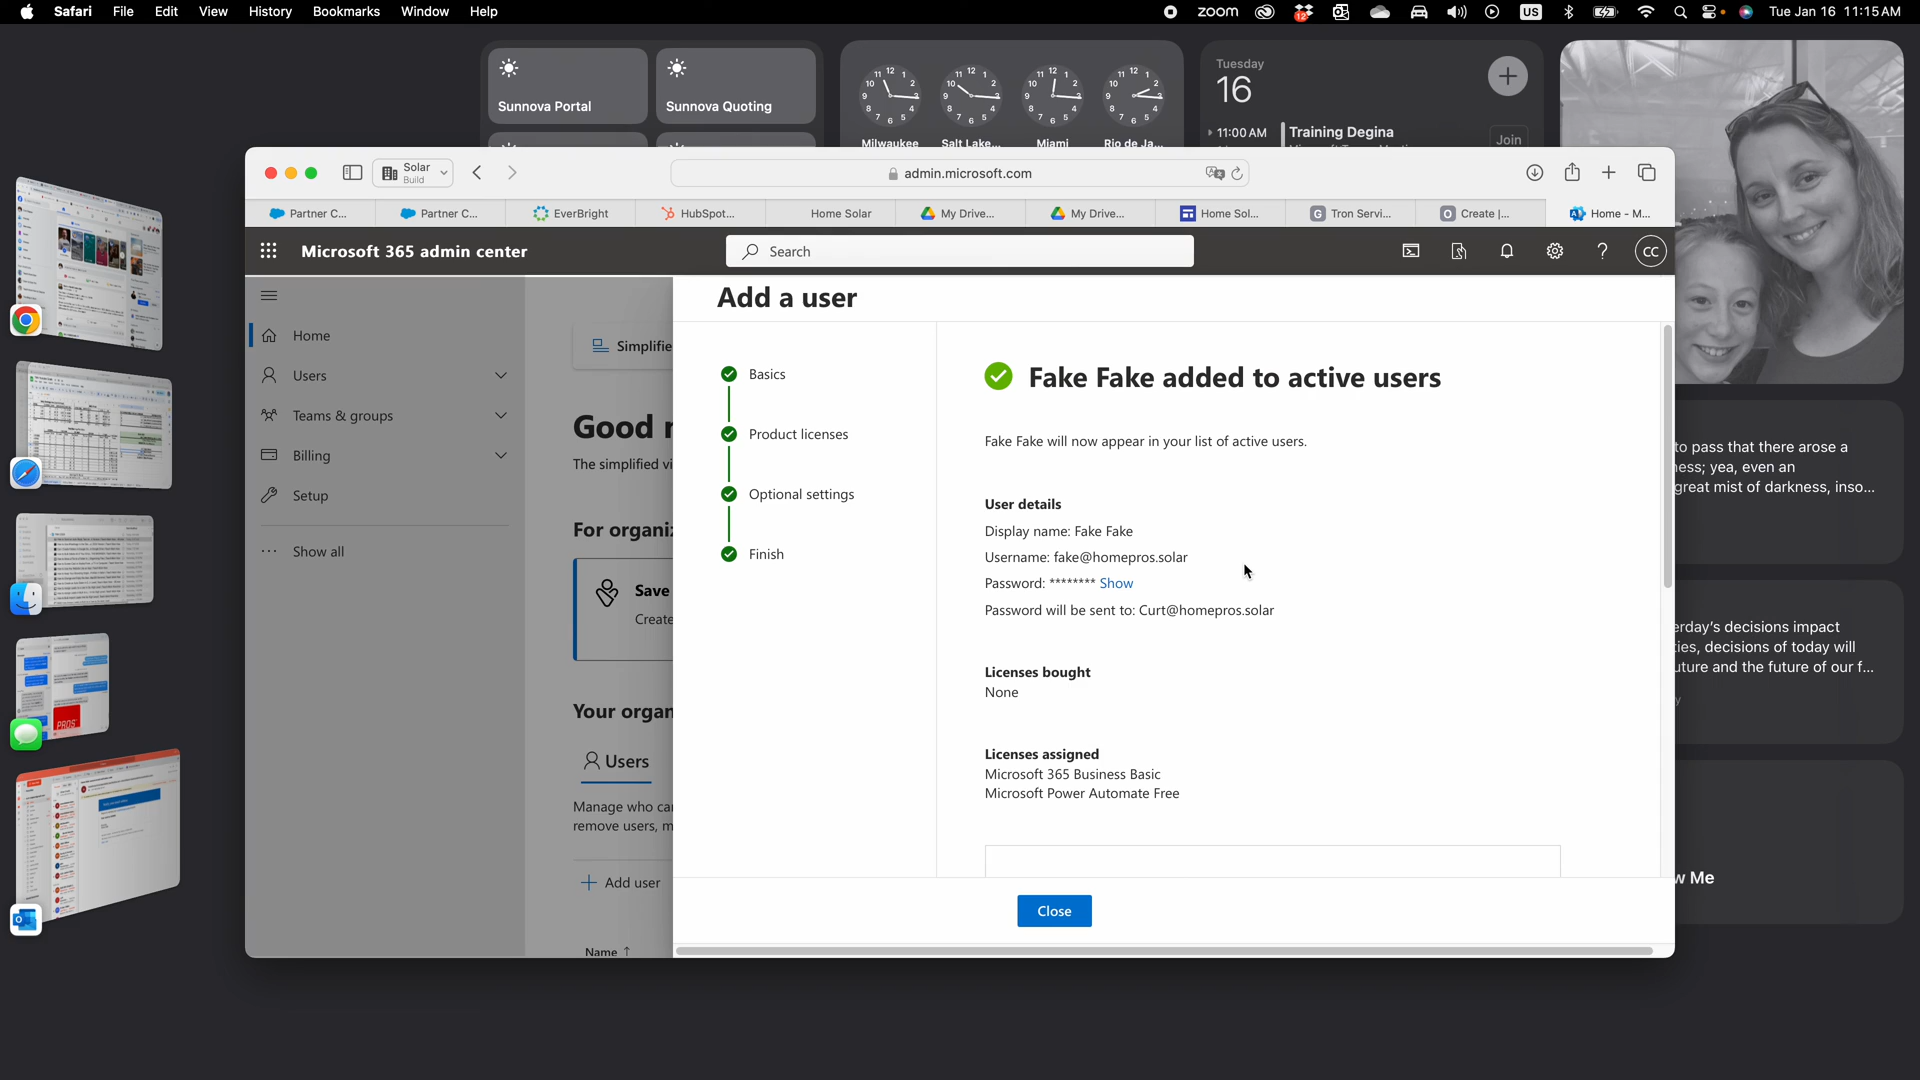 Safari File Edit View History Bookmarks Window Help
zoom 12 US Tue Jan 16 11:15 AM
Sunnova Portal
Sunnova Quoting
Milwaukee Salt Lake... Miami Rio de Ja...
Tuesday
16
11:00 AM Training Degina
Join
Solar
Build
admin.microsoft.com
Partner C...
Partner C...
EverBright
HubSpot...
Home Solar
My Drive...
My Drive...
Home Sol...
G Tron Servi...
O Create |...
Home - M...
Microsoft 365 admin center
Search
CC
Home
Users
Teams & groups
Billing
Setup
Show all
Simplifie
Good
The simplified vi
For organiz
Save
Create
Your organ
Users
Manage who ca
remove users, m
Add user
Name ↑
Add a user
Basics
Product licenses
Optional settings
Finish
Fake Fake added to active users
Fake Fake will now appear in your list of active users.
User details
Display name: Fake Fake
Username: fake@homepros.solar
Password: ******** Show
Password will be sent to: Curt@homepros.solar
Licenses bought
None
Licenses assigned
Microsoft 365 Business Basic
Microsoft Power Automate Free
Close
to pass that there arose a
ness; yea, even an
great mist of darkness, inso...
erday's decisions impact
ies, decisions of today will
uture and the future of our f...
w Me
PROS